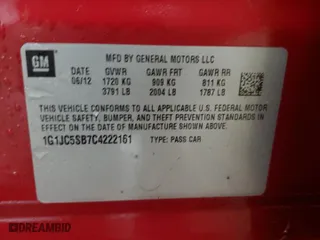 GM
MFD BY GENERAL MOTORS LLC
DATE GVWR GAWR FRT GAWR RR
06/12 1720 KG 909 KG 811 KG
3791 LB 2004 LB 1787 LB
THIS VEHICLE CONFORMS TO ALL APPLICABLE U.S. FEDERAL MOTOR
VEHICLE SAFETY, BUMPER, AND THEFT PREVENTION STANDARDS
IN EFFECT ON THE DATE OF MANUFACTURE SHOWN ABOVE.
1G1JC5SB7C4222161 TYPE: PASS CAR
© iDrivesafely